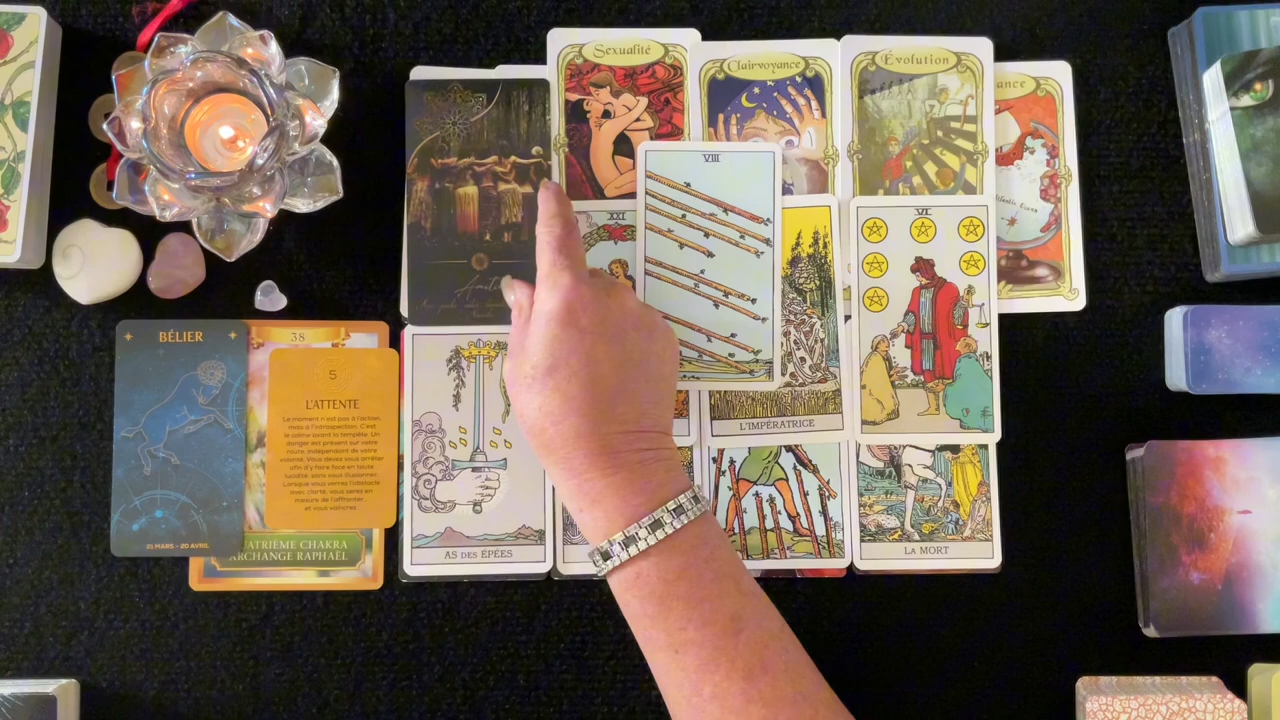 Sexualité
Clairvoyance
Évolution
ance
VIII
XXI
VI
L'IMPÉRATRICE
AS DES ÉPÉES
LA MORT
BÉLIER
21 MARS - 20 AVRIL
38
5
L'ATTENTE
Le moment n'est pas à l'action,
mais à l'introspection. C'est
le calme avant la tempête. Un
danger est présent sur votre
route, indépendant de votre
volonté. Vous devez vous arrêter
afin d'y faire face en toute
lucidité, sans vous illusionner.
Lorsque vous verrez l'obstacle
avec clarté, vous serez en
mesure de l'affronter...
et vous vaincrez.
ATRIÈME CHAKRA
ARCHANGE RAPHAËL